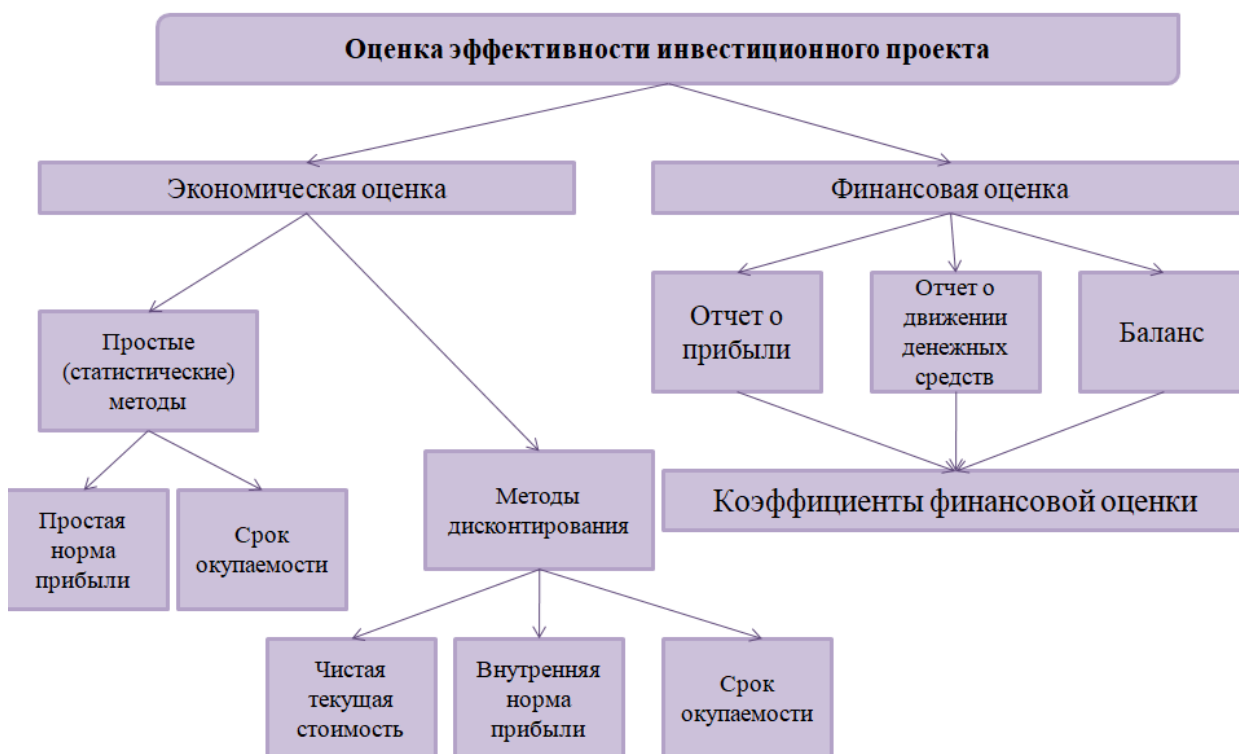 Оценка эффективности инвестиционного проекта
Экономическая оценка
Финансовая оценка
Простые
(статистические)
методы
Отчет о
прибыли
Отчет о
движении
денежных
средств
Баланс
Простая
норма
прибыли
Срок
окупаемости
Методы
дисконтирования
Коэффициенты финансовой оценки
Чистая
текущая
стоимость
Внутренняя
норма
прибыли
Срок
окупаемости